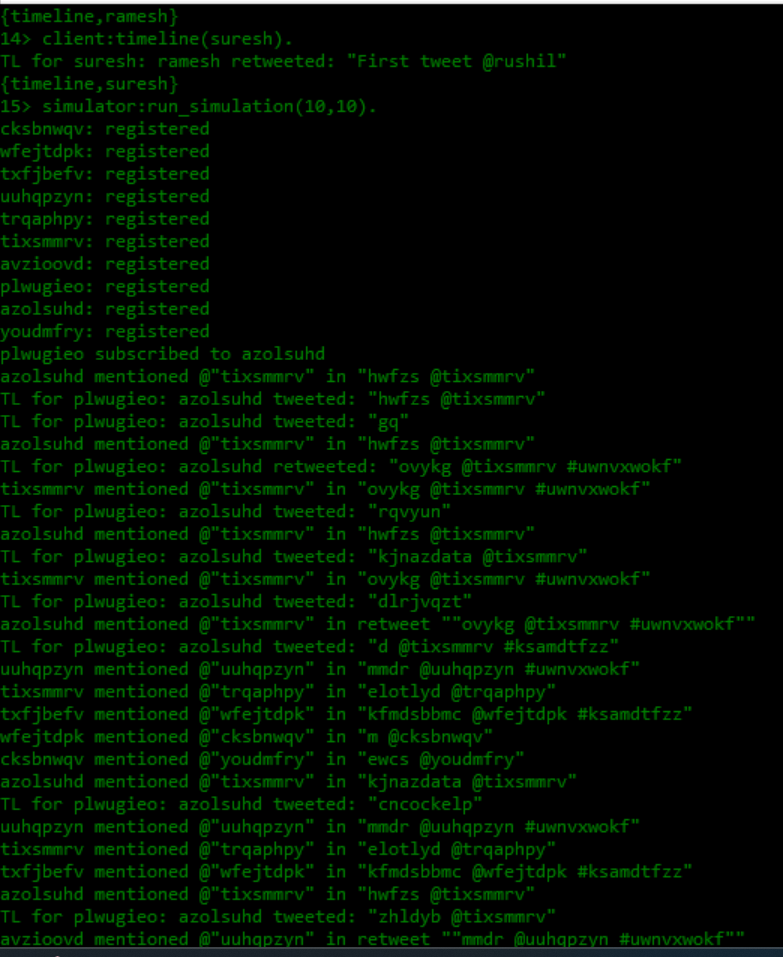 {timeline,ramesh}
14> client:timeline(suresh).
TL for suresh: ramesh retweeted: "First tweet @rushil"
{timeline,suresh}
15> simulator:run_simulation(10,10).
cksbnwqv: registered
wfejtdpk: registered
txfjbefv: registered
uuhqpzyn: registered
trqaphpy: registered
tixsmmrv: registered
avzioovd: registered
plwugieo: registered
azolsuhd: registered
youdmfry: registered
plwugieo subscribed to azolsuhd
azolsuhd mentioned @"tixsmmrv" in "hwfzs @tixsmmrv"
TL for plwugieo: azolsuhd tweeted: "hwfzs @tixsmmrv"
TL for plwugieo: azolsuhd tweeted: "gq"
azolsuhd mentioned @"tixsmmrv" in "hwfzs @tixsmmrv"
TL for plwugieo: azolsuhd retweeted: "ovykg @tixsmmrv #uwnvxwokf"
tixsmmrv mentioned @"tixsmmrv" in "ovykg @tixsmmrv #uwnvxwokf"
TL for plwugieo: azolsuhd tweeted: "rqvyun"
azolsuhd mentioned @"tixsmmrv" in "hwfzs @tixsmmrv"
TL for plwugieo: azolsuhd tweeted: "kjnazdata @tixsmmrv"
tixsmmrv mentioned @"tixsmmrv" in "ovykg @tixsmmrv #uwnvxwokf"
TL for plwugieo: azolsuhd tweeted: "dlrjvqzt"
azolsuhd mentioned @"tixsmmrv" in retweet ""ovykg @tixsmmrv #uwnvxwokf""
TL for plwugieo: azolsuhd tweeted: "d @tixsmmrv #ksamdtfzz"
uuhqpzyn mentioned @"uuhqpzyn" in "mmdr @uuhqpzyn #uwnvxwokf"
tixsmmrv mentioned @"trqaphpy" in "elotlyd @trqaphpy"
txfjbefv mentioned @"wfejtdpk" in "kfmdsbbmc @wfejtdpk #ksamdtfzz"
wfejtdpk mentioned @"cksbnwqv" in "m @cksbnwqv"
cksbnwqv mentioned @"youdmfry" in "ewcs @youdmfry"
azolsuhd mentioned @"tixsmmrv" in "kjnazdata @tixsmmrv"
TL for plwugieo: azolsuhd tweeted: "cncockelp"
uuhqpzyn mentioned @"uuhqpzyn" in "mmdr @uuhqpzyn #uwnvxwokf"
tixsmmrv mentioned @"trqaphpy" in "elotlyd @trqaphpy"
txfjbefv mentioned @"wfejtdpk" in "kfmdsbbmc @wfejtdpk #ksamdtfzz"
azolsuhd mentioned @"tixsmmrv" in "hwfzs @tixsmmrv"
TL for plwugieo: azolsuhd tweeted: "zhldyb @tixsmmrv"
avzioovd mentioned @"uuhqpzyn" in retweet ""mmdr @uuhqpzyn #uwnvxwokf""